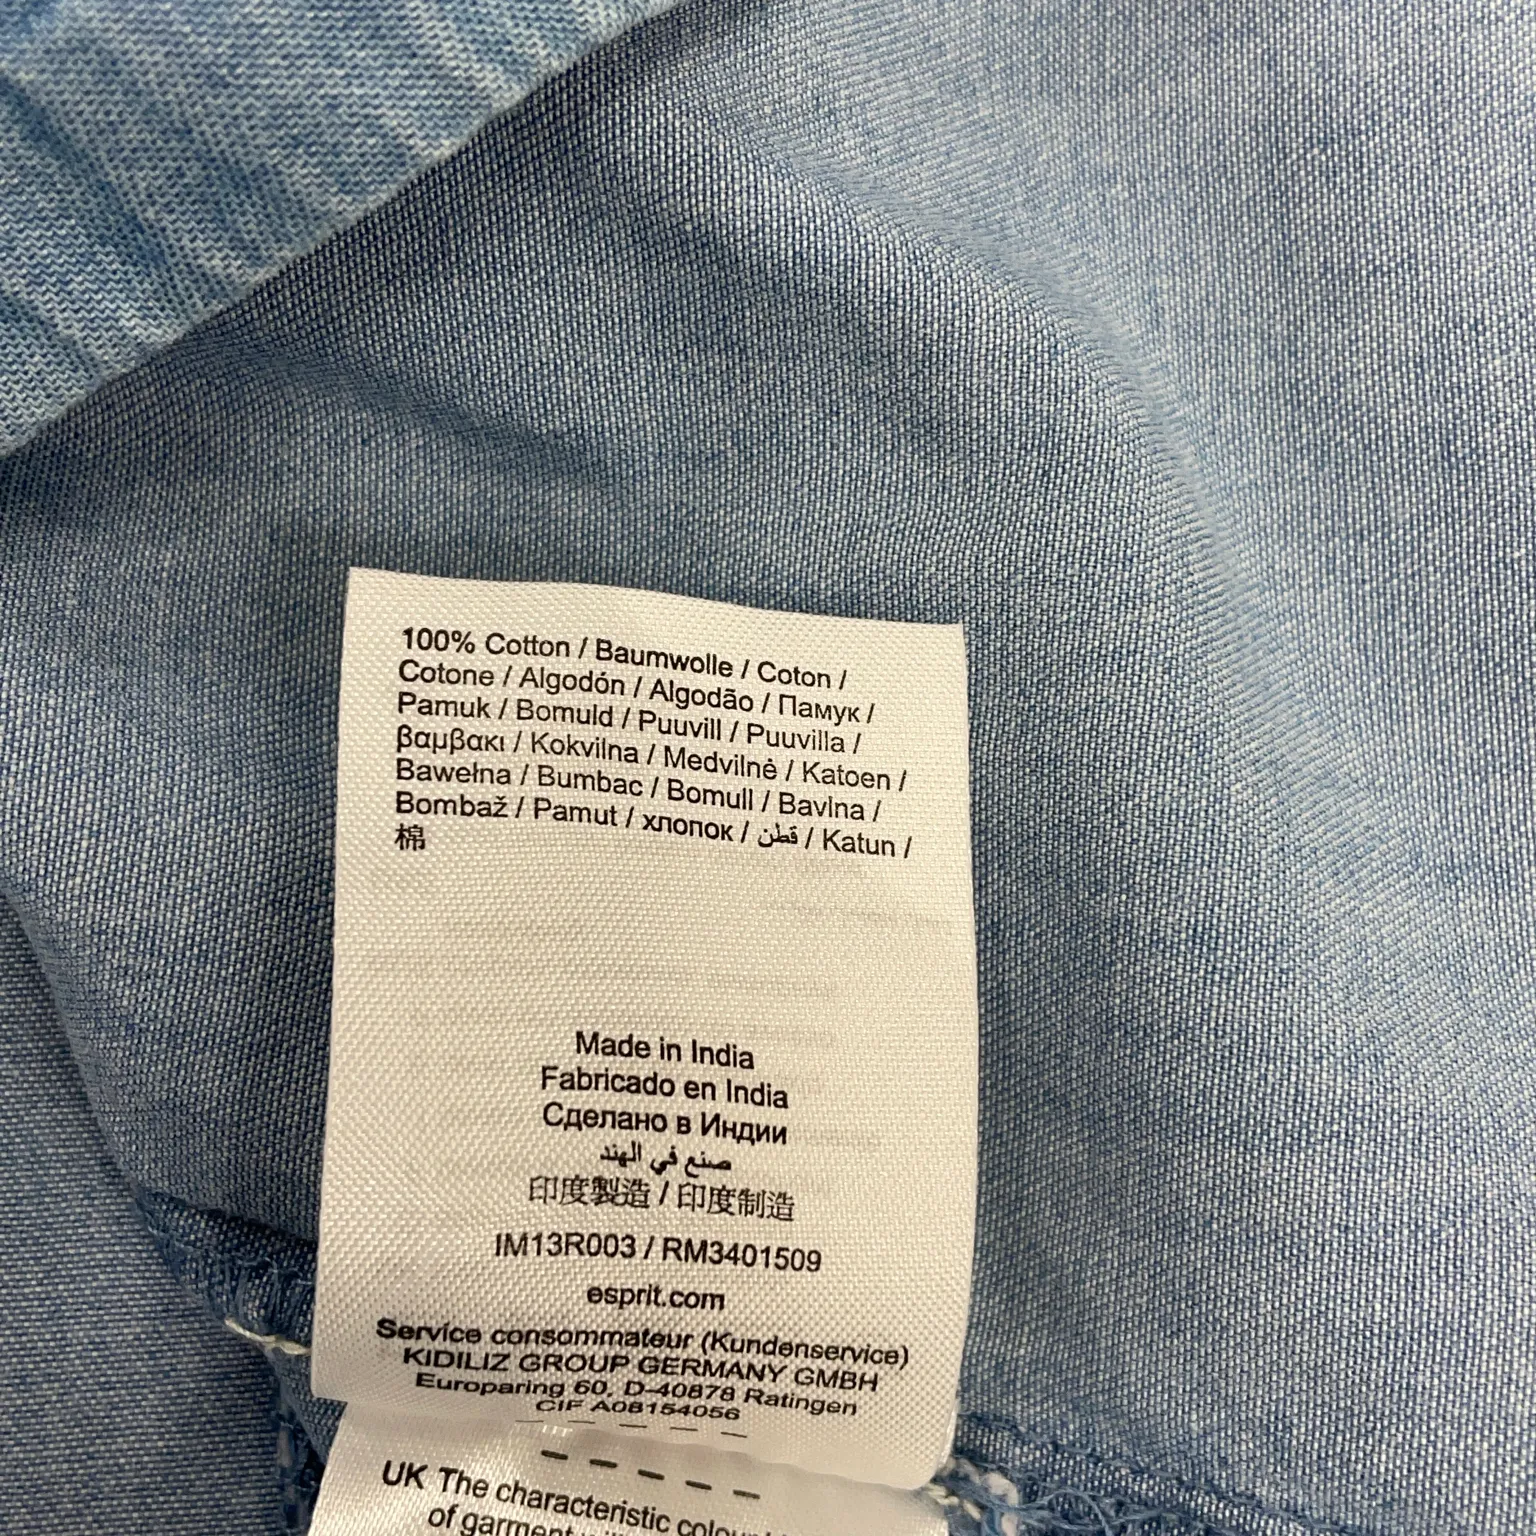 100% Cotton / Baumwolle / Coton /
Cotone / Algodón / Algodão / Памук /
Pamuk / Bomuld / Puuvill / Puuvilla /
βαμβακι / Kokvilna / Medvilnė / Katoen /
Bawełna / Bumbac / Bomull / Bavlna /
Bombaž / Pamut / хлопок / قطن / Katun /
棉
Made in India
Fabricado en India
Сделано в Индии
صنع في الهند
印度製造 / 印度制造
IM13R003 / RM3401509
esprit.com
Service consommateur (Kundenservice)
KIDILIZ GROUP GERMANY GMBH
Europaring 60, D-40878 Ratingen
CIF A08154056
UK The characteristic
of garment